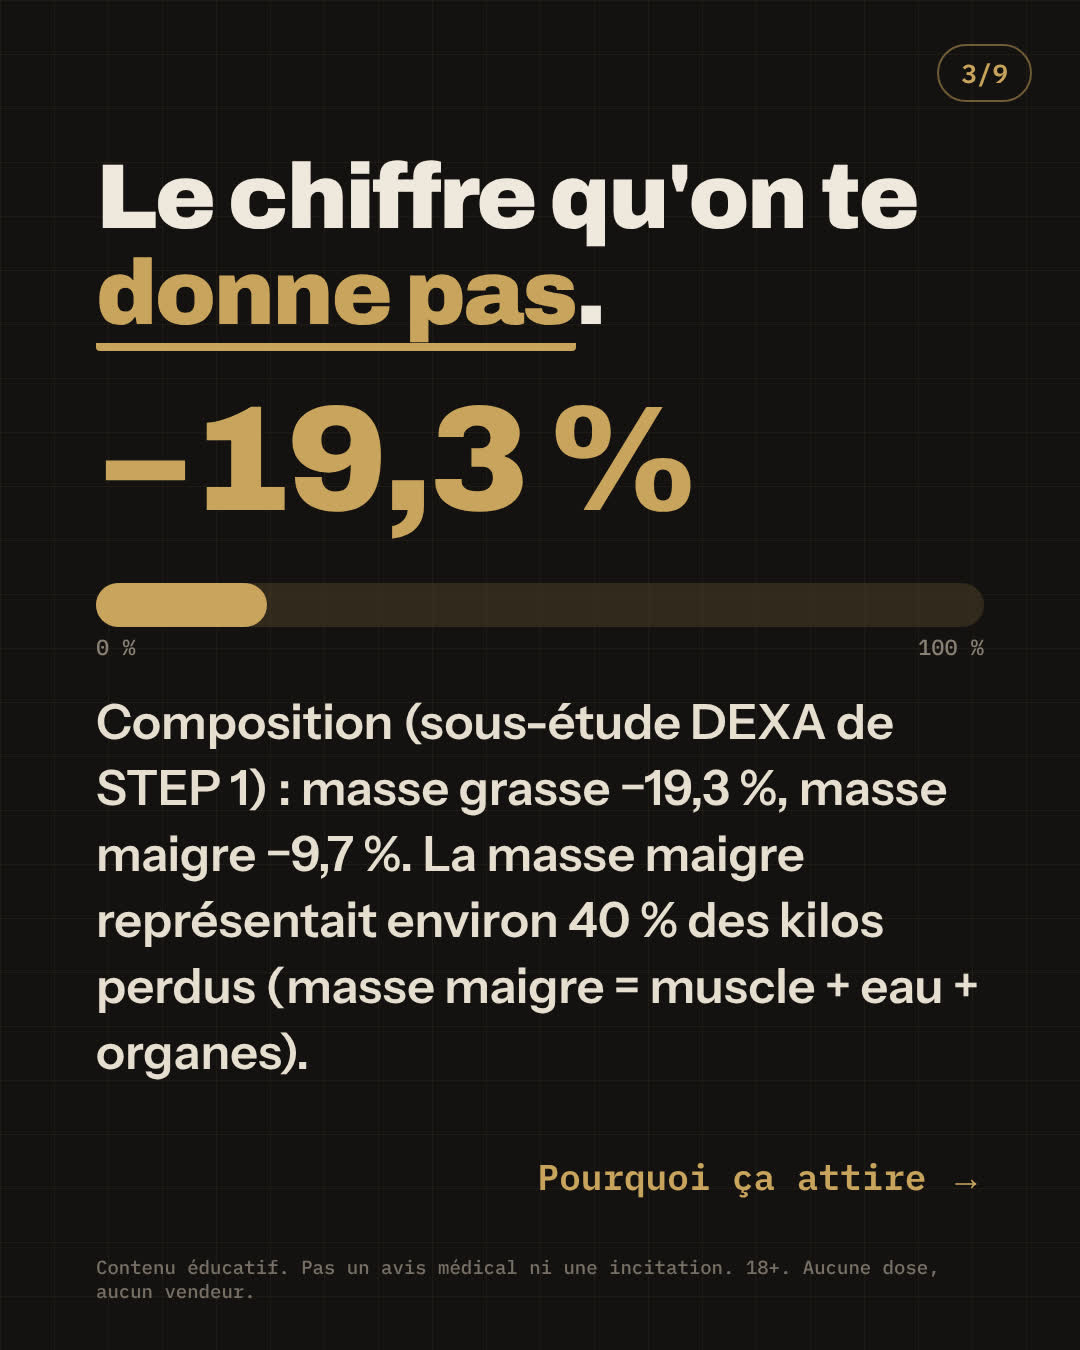 3/9
Le chiffre qu'on te
donne pas.
−19,3 %
0 %
100 %
Composition (sous-étude DEXA de
STEP 1) : masse grasse −19,3 %, masse
maigre −9,7 %. La masse maigre
représentait environ 40 % des kilos
perdus (masse maigre = muscle + eau +
organes).
Pourquoi ça attire →
Contenu éducatif. Pas un avis médical ni une incitation. 18+. Aucune dose,
aucun vendeur.